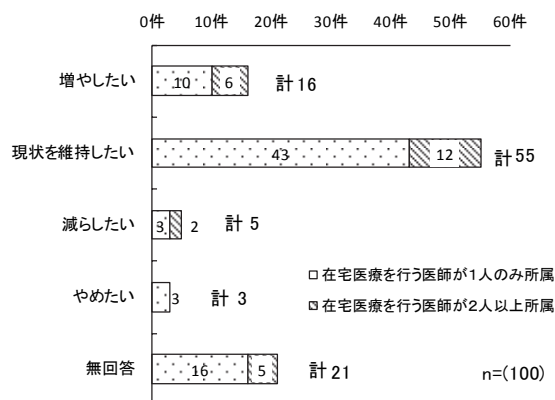 0件 10件 20件 30件 40件 50件 60件
増やしたい 10 6 計16
現状を維持したい 43 12 計55
減らしたい 3 2 計5
□在宅医療を行う医師が1人のみ所属
やめたい 3 計3
在宅医療を行う医師が2人以上所属
無回答 16 5 計21 n=(100)